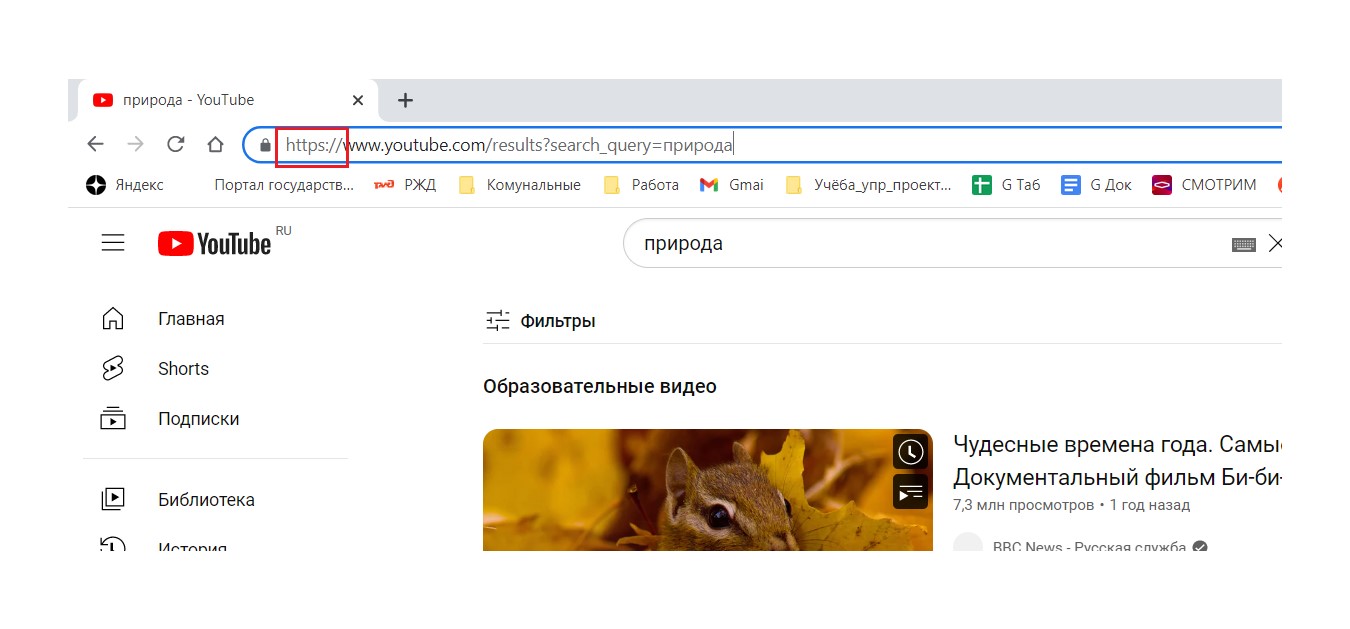 природа - YouTube
https://www.youtube.com/results?search_query=природа
Яндекс Портал государств... РЖД Комунальные Работа Gmai Учёба_упр_проект... G Таб G Док СМОТРИМ
YouTube RU
природа
Главная
Фильтры
Shorts
Образовательные видео
Подписки
Чудесные времена года. Самы
Документальный фильм Би-би-
7,3 млн просмотров • 1 год назад
Библиотека
История
BBC News - Русская служба